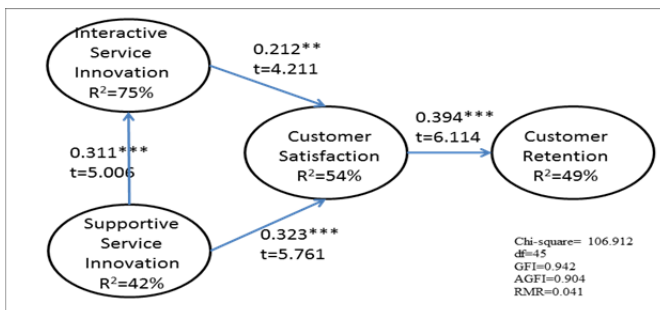 Interactive
Service
Innovation
R²=75%
0.212**
t=4.211
0.394***
t=6.114
Customer
Satisfaction
R²=54%
Customer
Retention
R²=49%
0.311***
t=5.006
Supportive
Service
Innovation
R²=42%
0.323***
t=5.761
Chi-square= 106.912
df=45
GFI=0.942
AGFI=0.904
RMR=0.041